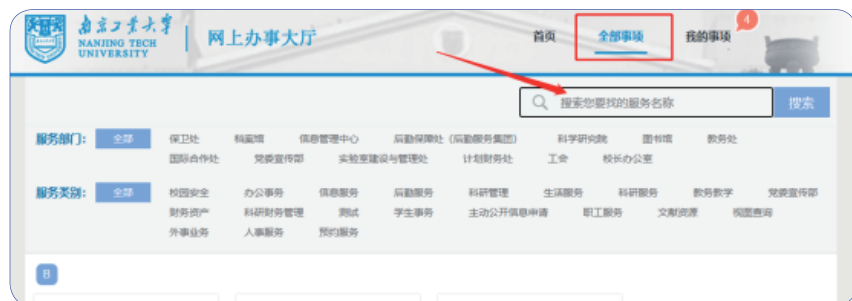 南京工业大学
NANJING TECH
UNIVERSITY
网上办事大厅
首页 全部事项 我的事项 4
搜索您要找的服务名称 搜索
服务部门: 全部 保卫处 档案馆 信息管理中心 后勤保障处 (后勤服务集团) 科学研究院 图书馆 教务处
国际合作处 党委宣传部 实验室建设与管理处 计划财务处 工会 校长办公室
服务类别: 全部 校园安全 办公事务 信息服务 后勤服务 科研管理 生活服务 科研服务 教务教学 党委宣传部
财务资产 科研财务管理 测试 学生事务 主动公开信息申请 职工服务 文献资源 视图查询
外事业务 人事服务 预约服务
B